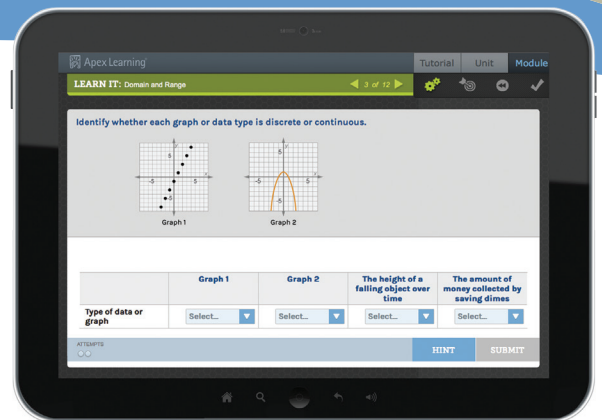 Apex Learning
Tutorial Unit Module
LEARN IT: Domain and Range
3 of 12
Identify whether each graph or data type is discrete or continuous.
5
-5 5
-5
Graph 1
5
-5 5
-5
Graph 2
Graph 1
Graph 2
The height of a
falling object over
time
The amount of
money collected by
saving dimes
Type of data or
graph
Select...
Select...
Select...
Select...
ATTEMPTS
HINT
SUBMIT